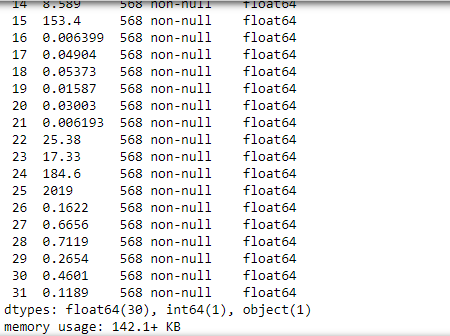 14  8.589     568 non-null    float64
15  153.4     568 non-null    float64
16  0.006399  568 non-null    float64
17  0.04904   568 non-null    float64
18  0.05373   568 non-null    float64
19  0.01587   568 non-null    float64
20  0.03003   568 non-null    float64
21  0.006193  568 non-null    float64
22  25.38     568 non-null    float64
23  17.33     568 non-null    float64
24  184.6     568 non-null    float64
25  2019      568 non-null    float64
26  0.1622    568 non-null    float64
27  0.6656    568 non-null    float64
28  0.7119    568 non-null    float64
29  0.2654    568 non-null    float64
30  0.4601    568 non-null    float64
31  0.1189    568 non-null    float64
dtypes: float64(30), int64(1), object(1)
memory usage: 142.1+ KB